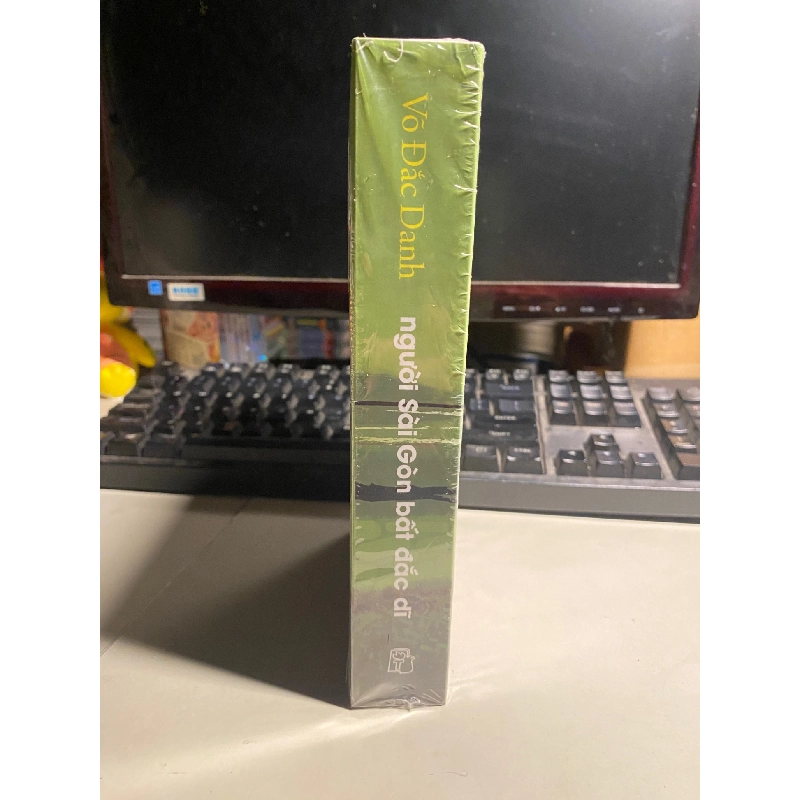 Võ Đắc Danh
người Sài Gòn bất đắc dĩ